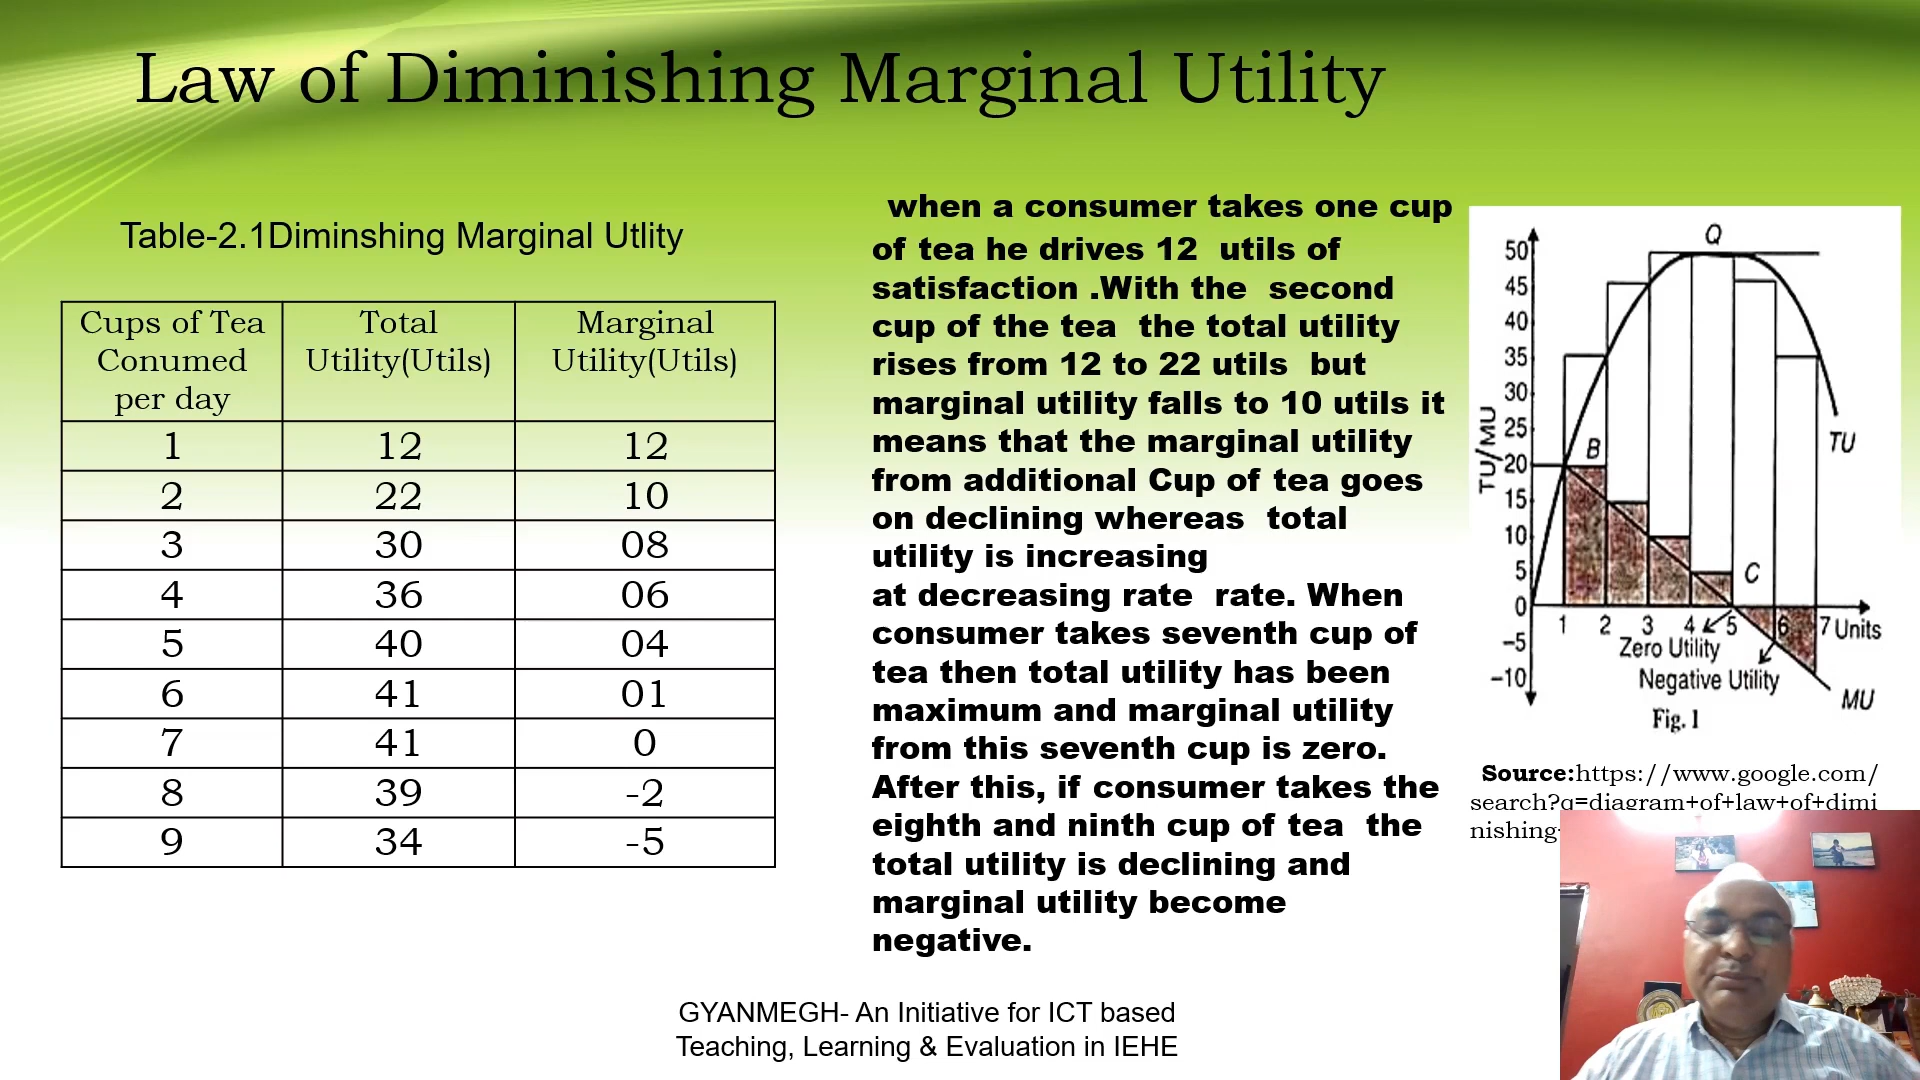 Law of Diminishing Marginal Utility
Table-2.1Diminshing Marginal Utlity
Cups of Tea Conumed per day Total Utility(Utils) Marginal Utility(Utils)
1 12 12
2 22 10
3 30 08
4 36 06
5 40 04
6 41 01
7 41 0
8 39 -2
9 34 -5
when a consumer takes one cup
of tea he drives 12 utils of
satisfaction .With the second
cup of the tea the total utility
rises from 12 to 22 utils but
marginal utility falls to 10 utils it
means that the marginal utility
from additional Cup of tea goes
on declining whereas total
utility is increasing
at decreasing rate rate. When
consumer takes seventh cup of
tea then total utility has been
maximum and marginal utility
from this seventh cup is zero.
After this, if consumer takes the
eighth and ninth cup of tea the
total utility is declining and
marginal utility become
negative.
Q
50
45
40
35
30
25
20
15
10
5
0
-5
-10
TU/MU
B
C
TU
1 2 3 4 5 6 7 Units
Zero Utility
Negative Utility
MU
Fig. 1
Source:https://www.google.com/
search?q=diagram+of+law+of+dimi
nishing
GYANMEGH- An Initiative for ICT based
Teaching, Learning & Evaluation in IEHE